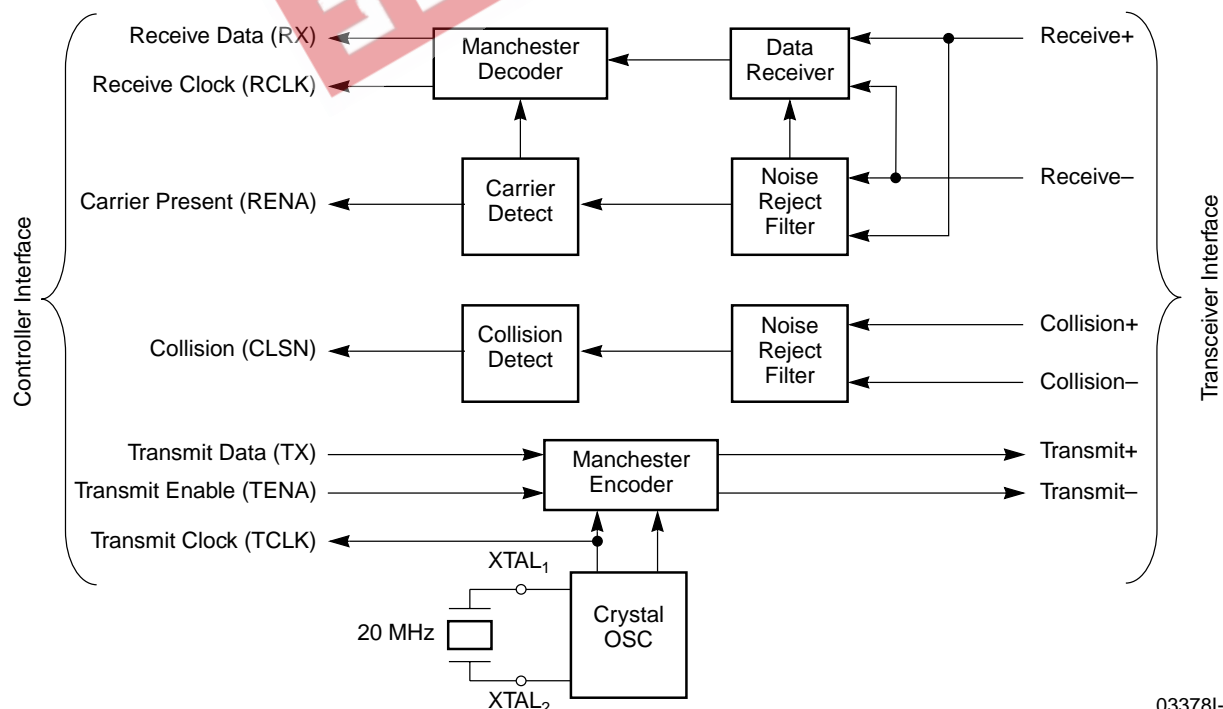 Receive Data (RX)
Manchester
Decoder
Data
Receiver
Receive+
Receive Clock (RCLK)
Carrier Present (RENA)
Carrier
Detect
Noise
Reject
Filter
Receive–
Controller Interface
Transceiver Interface
Collision (CLSN)
Collision
Detect
Noise
Reject
Filter
Collision+
Collision–
Transmit Data (TX)
Manchester
Encoder
Transmit+
Transmit Enable (TENA)
Transmit–
Transmit Clock (TCLK)
XTAL₁
20 MHz
Crystal
OSC
XTAL₂
03378I-